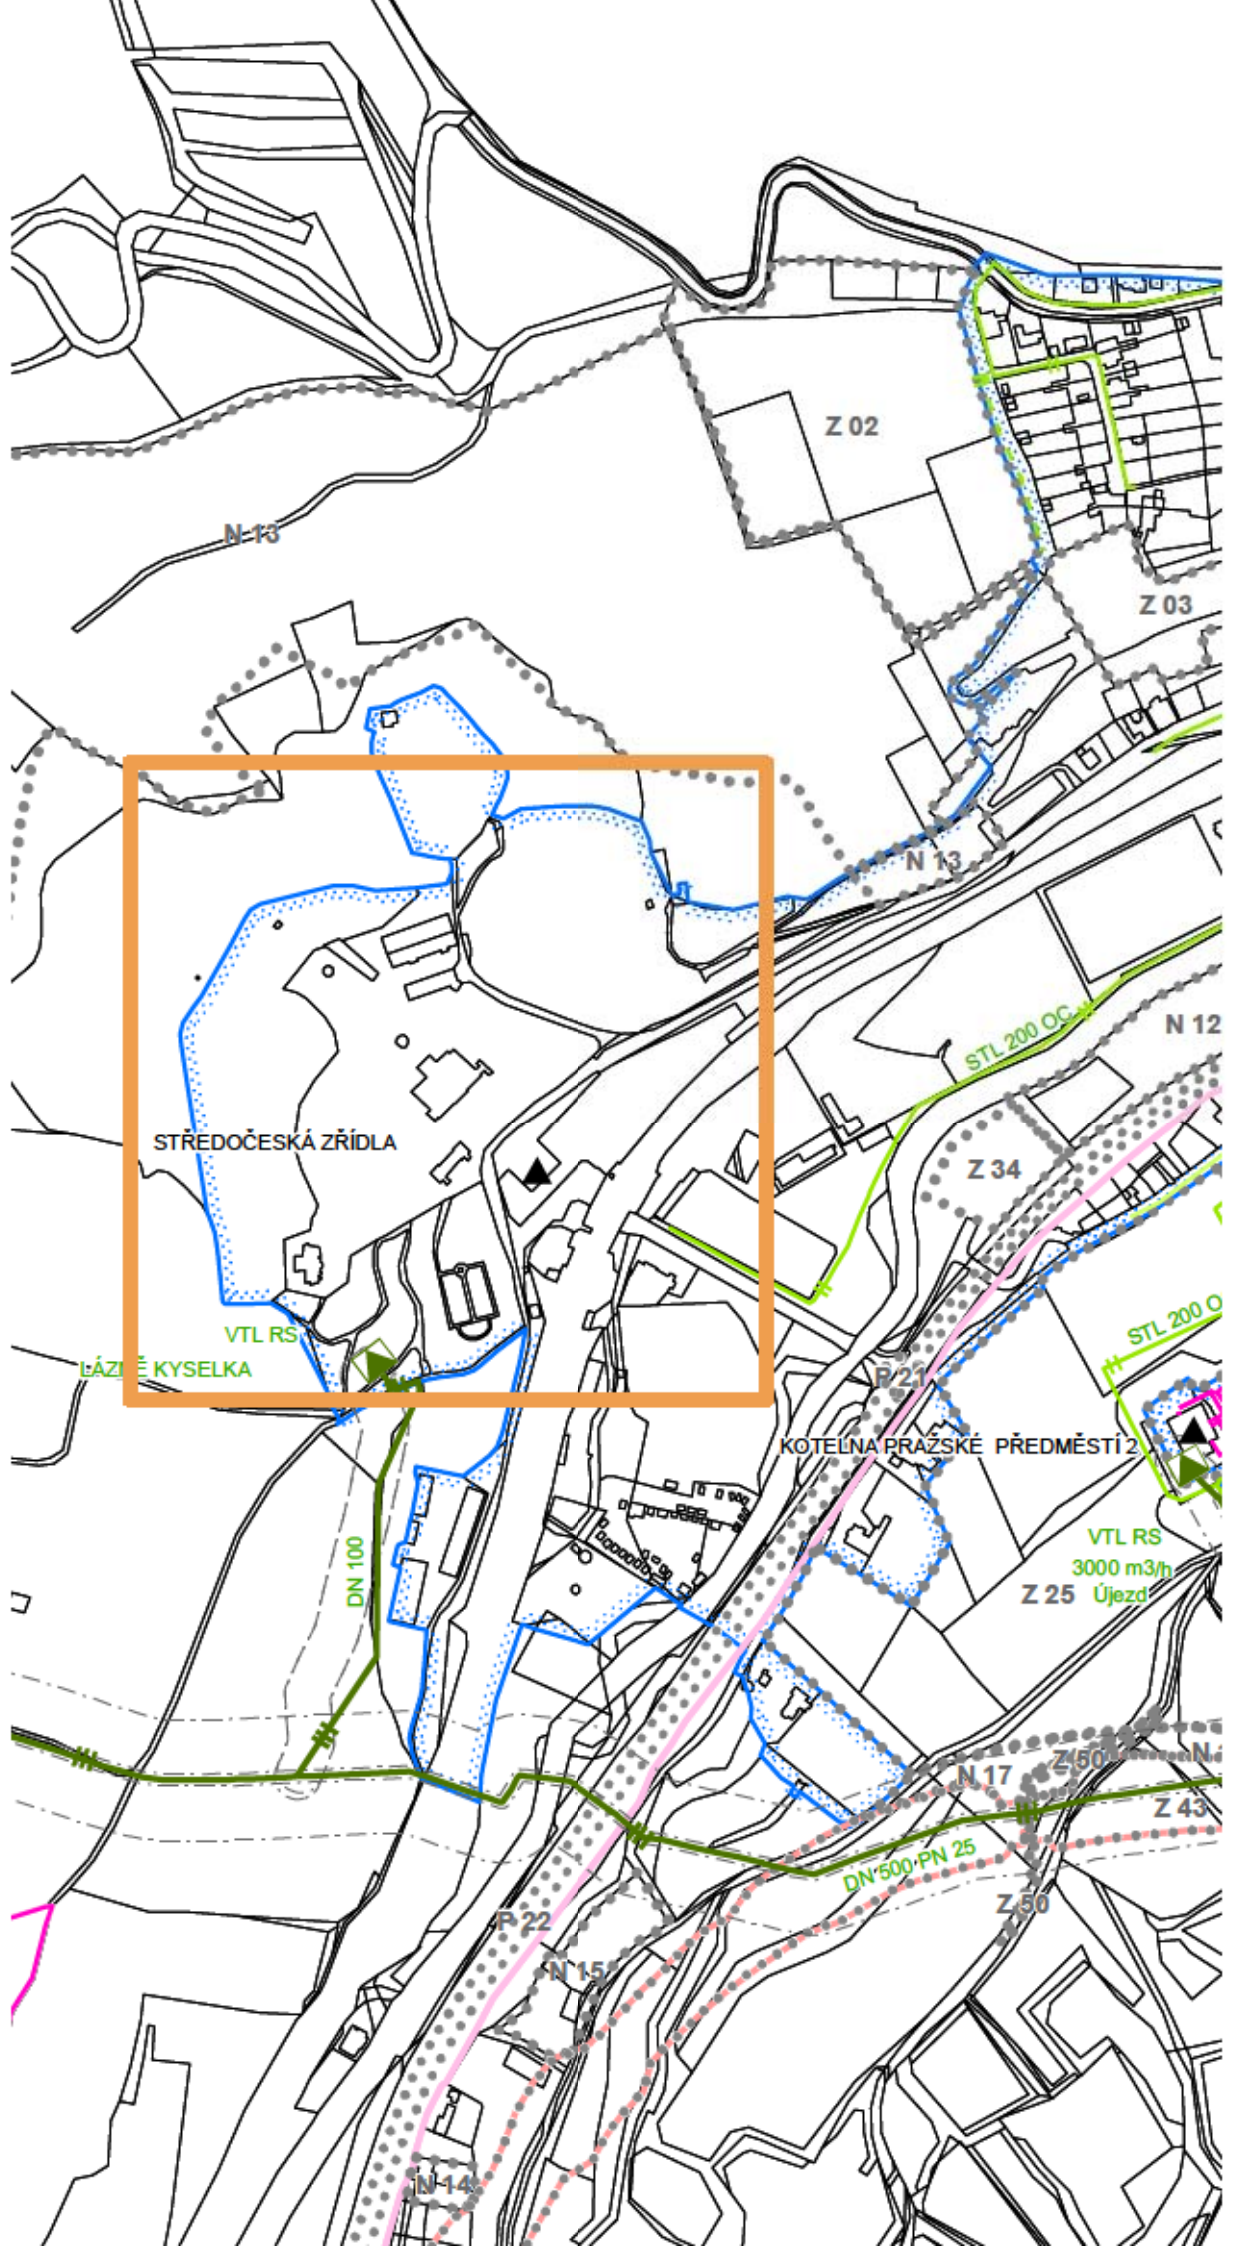 Z 02
N 13
Z 03
N 13
STL 200 OC
N 12
STŘEDOČESKÁ ZŘÍDLA
Z 34
VTL RS
LÁZNĚ KYSELKA
STL 200 O
P 21
KOTELNA PRAŽSKÉ PŘEDMĚSTÍ 2
DN 100
VTL RS
3000 m3/h
Újezd
Z 25
Z 50
N
N 17
Z 43
DN 500 PN 25
Z 50
P 22
N 15
N 14